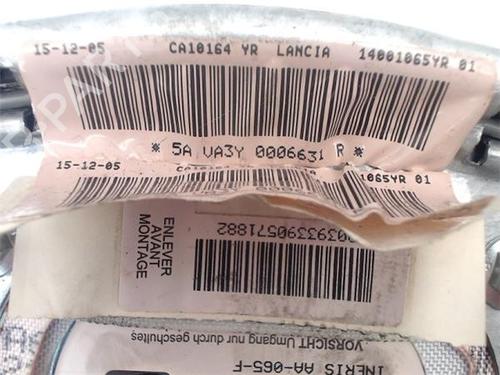 15-12-05 CA10164 YR LANCIA 14001065YR 01
* 5A VA3Y 0006631 R *
15-12-05 1065YR 01
ENLEVER
AVANT
MONTAGE
00393390571882
VORSICHT Umgang nur durch geschultes
INERIS AA-065-F